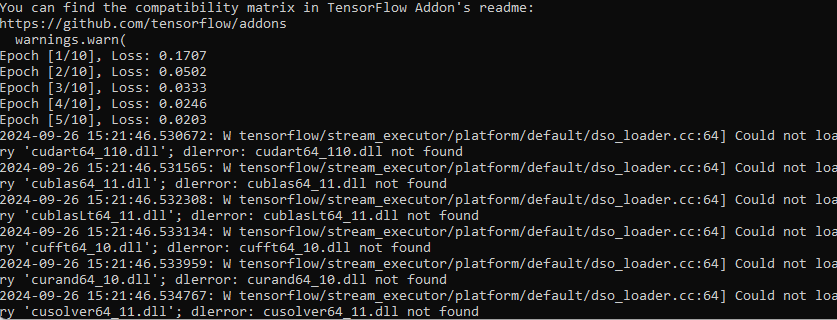 You can find the compatibility matrix in TensorFlow Addon's readme:
https://github.com/tensorflow/addons
  warnings.warn(
Epoch [1/10], Loss: 0.1707
Epoch [2/10], Loss: 0.0502
Epoch [3/10], Loss: 0.0333
Epoch [4/10], Loss: 0.0246
Epoch [5/10], Loss: 0.0203
2024-09-26 15:21:46.530672: W tensorflow/stream_executor/platform/default/dso_loader.cc:64] Could not loa
ry 'cudart64_110.dll'; dlerror: cudart64_110.dll not found
2024-09-26 15:21:46.531565: W tensorflow/stream_executor/platform/default/dso_loader.cc:64] Could not loa
ry 'cublas64_11.dll'; dlerror: cublas64_11.dll not found
2024-09-26 15:21:46.532308: W tensorflow/stream_executor/platform/default/dso_loader.cc:64] Could not loa
ry 'cublasLt64_11.dll'; dlerror: cublasLt64_11.dll not found
2024-09-26 15:21:46.533134: W tensorflow/stream_executor/platform/default/dso_loader.cc:64] Could not loa
ry 'cufft64_10.dll'; dlerror: cufft64_10.dll not found
2024-09-26 15:21:46.533959: W tensorflow/stream_executor/platform/default/dso_loader.cc:64] Could not loa
ry 'curand64_10.dll'; dlerror: curand64_10.dll not found
2024-09-26 15:21:46.534767: W tensorflow/stream_executor/platform/default/dso_loader.cc:64] Could not loa
ry 'cusolver64_11.dll'; dlerror: cusolver64_11.dll not found